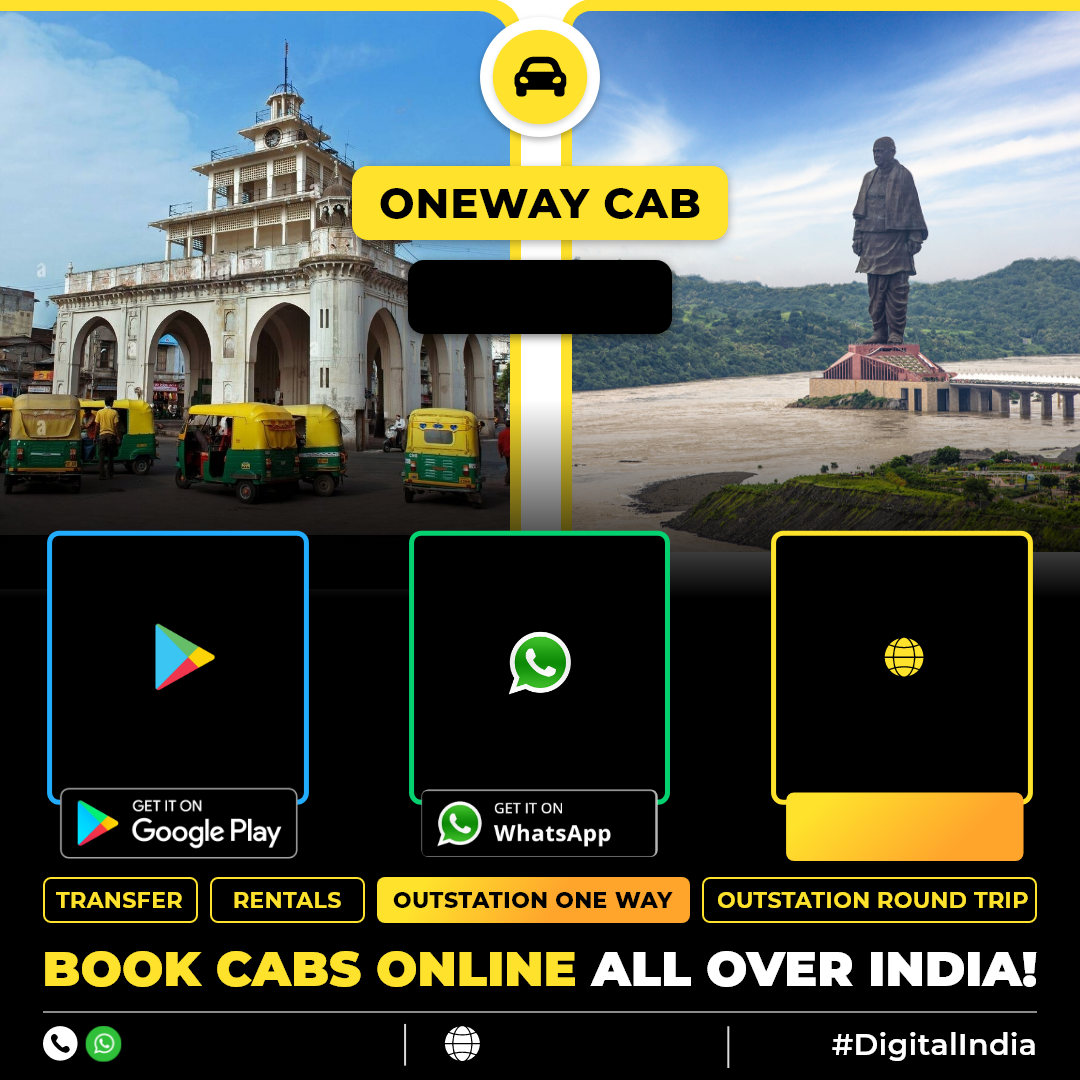 ONEWAY CAB
GET IT ON
Google Play
GET IT ON
WhatsApp
TRANSFER
RENTALS
OUTSTATION ONE WAY
OUTSTATION ROUND TRIP
BOOK CABS ONLINE ALL OVER INDIA!
#DigitalIndia